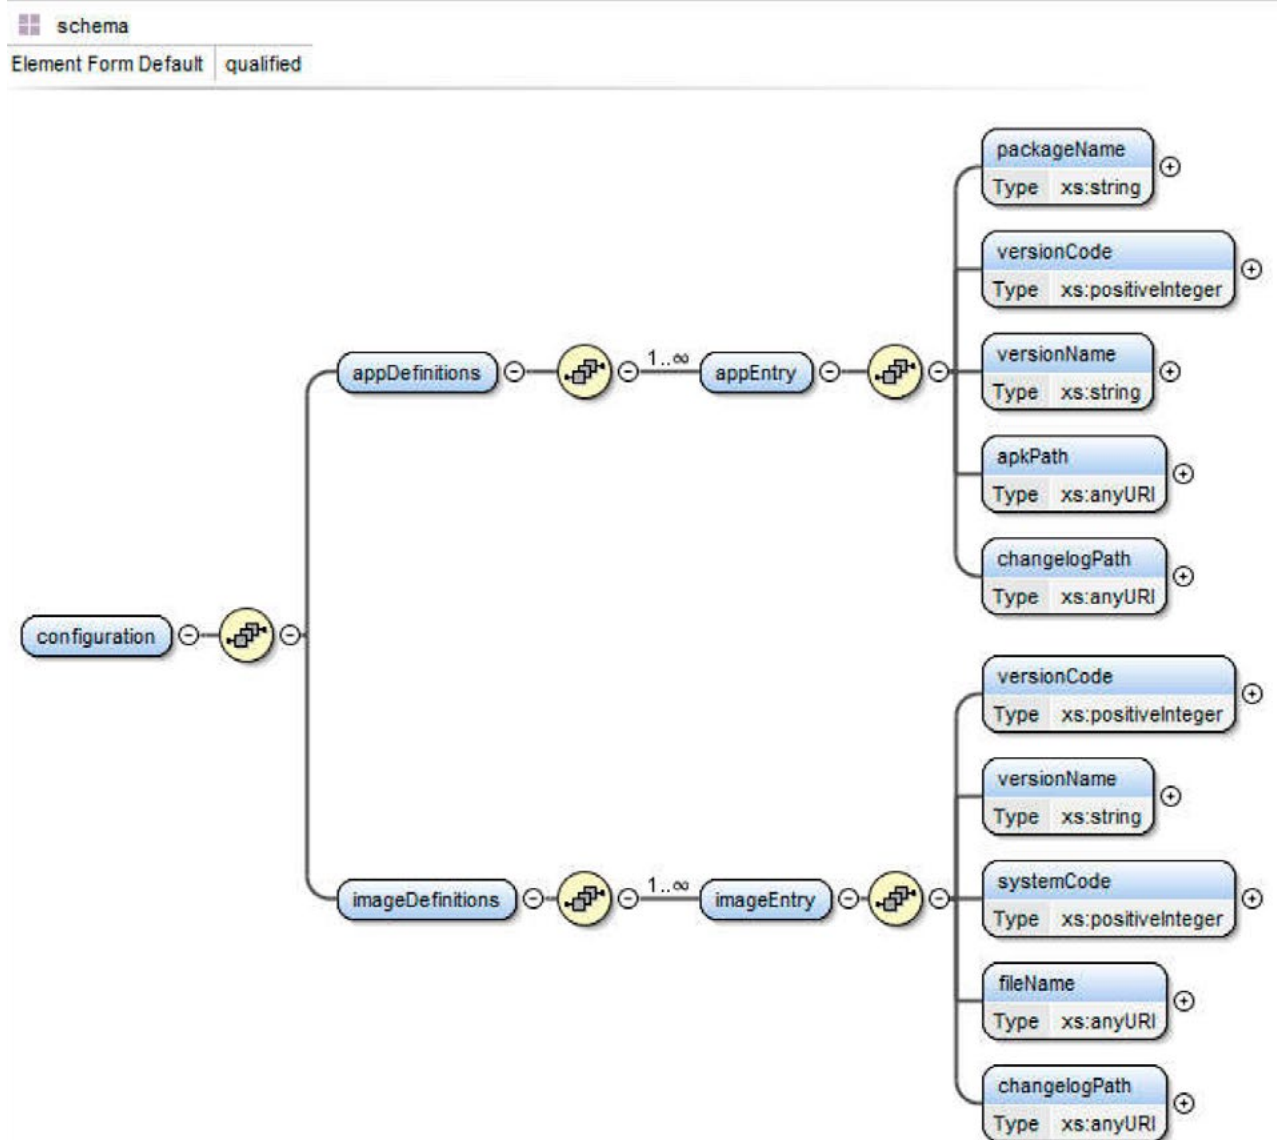 schema
Element Form Default qualified
packageName
Type xs:string
versionCode
Type xs:positiveInteger
versionName
Type xs:string
apkPath
Type xs:anyURI
changelogPath
Type xs:anyURI
appDefinitions 1..∞ appEntry
configuration
versionCode
Type xs:positiveInteger
versionName
Type xs:string
systemCode
Type xs:positiveInteger
fileName
Type xs:anyURI
changelogPath
Type xs:anyURI
imageDefinitions 1..∞ imageEntry